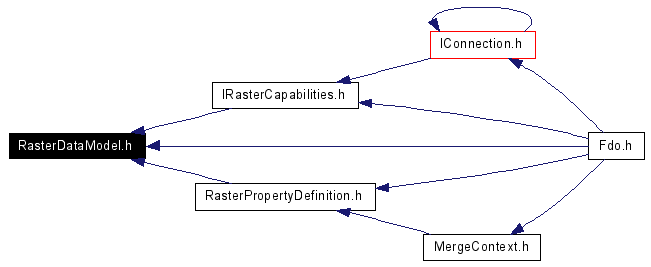 IConnection.h
IRasterCapabilities.h
RasterDataModel.h
Fdo.h
RasterPropertyDefinition.h
MergeContext.h